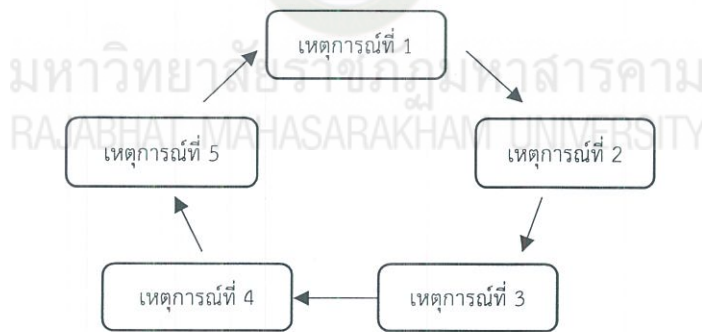 เหตุการณ์ที่ 1
มหาวิทยาลัยราชภัฏมหาสารคาม
RAJABHAT MAHASARAKHAM UNIVERSITY
เหตุการณ์ที่ 5
เหตุการณ์ที่ 2
เหตุการณ์ที่ 4
เหตุการณ์ที่ 3